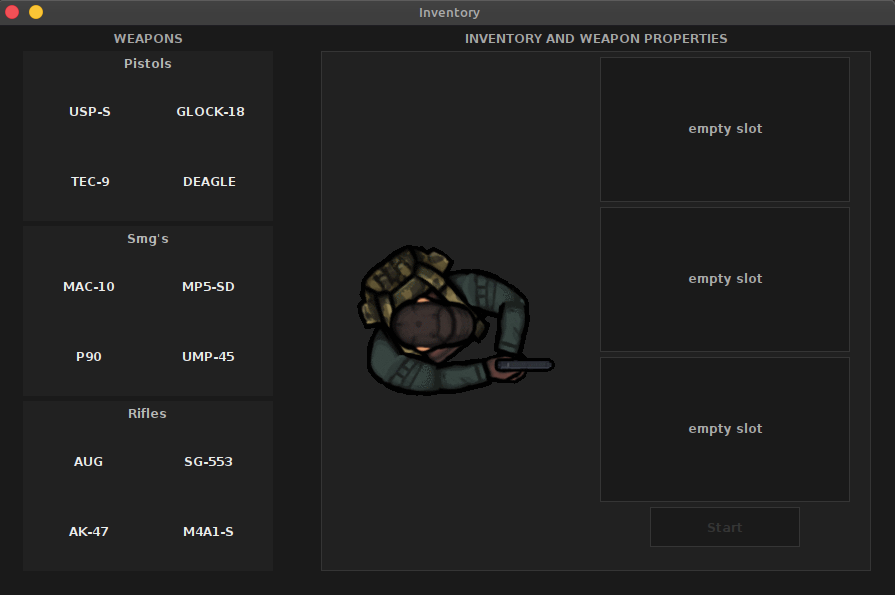 Inventory
WEAPONS
Pistols
USP-S GLOCK-18
TEC-9 DEAGLE
Smg's
MAC-10 MP5-SD
P90 UMP-45
Rifles
AUG SG-553
AK-47 M4A1-S
INVENTORY AND WEAPON PROPERTIES
empty slot
empty slot
empty slot
Start